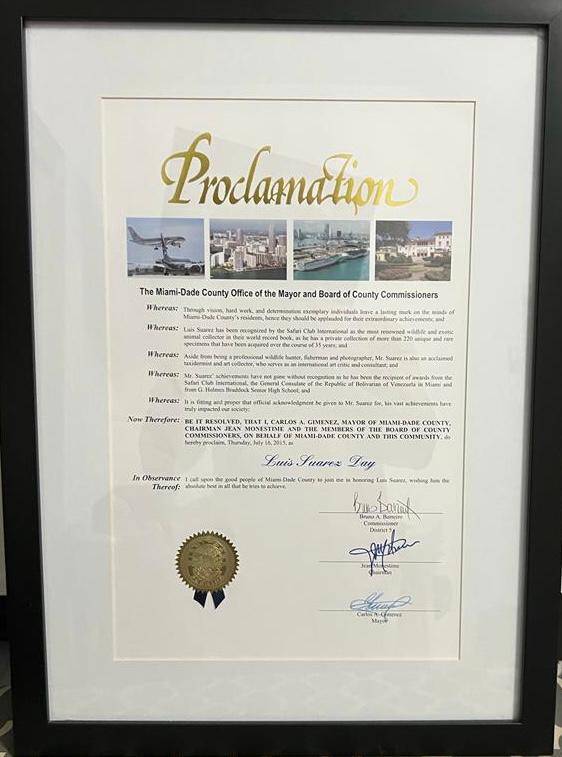 Proclamation
The Miami-Dade County Office of the Mayor and Board of County Commissioners
Whereas: Through vision, hard work, and determination exemplary individuals leave a lasting mark on the minds of
Miami-Dade County's residents, hence they should be applauded for their extraordinary achievements; and
Whereas: Luis Suarez has been recognized by the Safari Club International as the most renowned wildlife and exotic
animal collector in their world record book, as he has a private collection of more than 220 unique and rare
specimens that have been acquired over the course of 35 years; and
Whereas: Aside from being a professional wildlife hunter, fisherman and photographer, Mr. Suarez is also an acclaimed
taxidermist and art collector, who serves as an international art critic and consultant; and
Whereas: Mr. Suarez' achievements have not gone without recognition as he has been the recipient of awards from the
Safari Club International, the General Consulate of the Republic of Bolivarian of Venezuela in Miami and
from G. Holmes Braddock Senior High School; and
Whereas: It is fitting and proper that official acknowledgment be given to Mr. Suarez for, his vast achievements have
truly impacted our society:
Now Therefore: BE IT RESOLVED, THAT I, CARLOS A. GIMENEZ, MAYOR OF MIAMI-DADE COUNTY,
CHAIRMAN JEAN MONESTIME AND THE MEMBERS OF THE BOARD OF COUNTY
COMMISSIONERS, ON BEHALF OF MIAMI-DADE COUNTY AND THIS COMMUNITY, do
hereby proclaim, Thursday, July 16, 2015, as
Luis Suarez Day
In Observance Thereof: I call upon the good people of Miami-Dade County to join me in honoring Luis Suarez, wishing him the
absolute best in all that he tries to achieve.
Bruno A. Barreiro
Commissioner
District 5
Jean Monestime
Chairman
Carlos A. Gimenez
Mayor